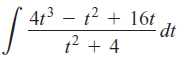 ∫ (4t³ − t² + 16t)/(t² + 4) dt